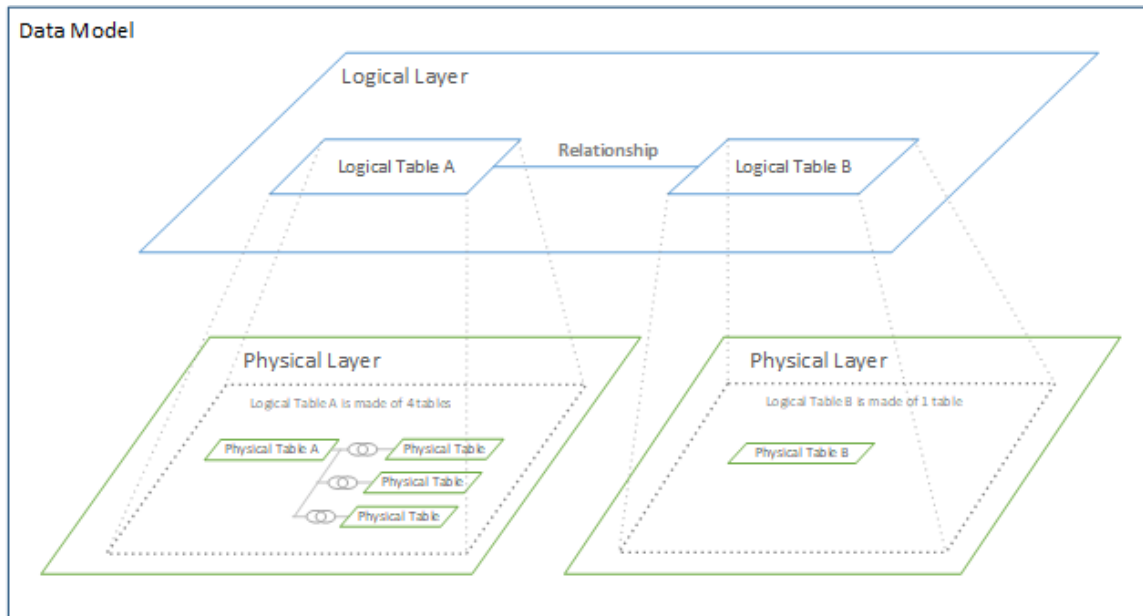 Data Model
Logical Layer
Logical Table A
Relationship
Logical Table B
Physical Layer
Logical Table A is made of 4 tables
Physical Table A
Physical Table
Physical Table
Physical Table
Physical Layer
Logical Table B is made of 1 table
Physical Table B